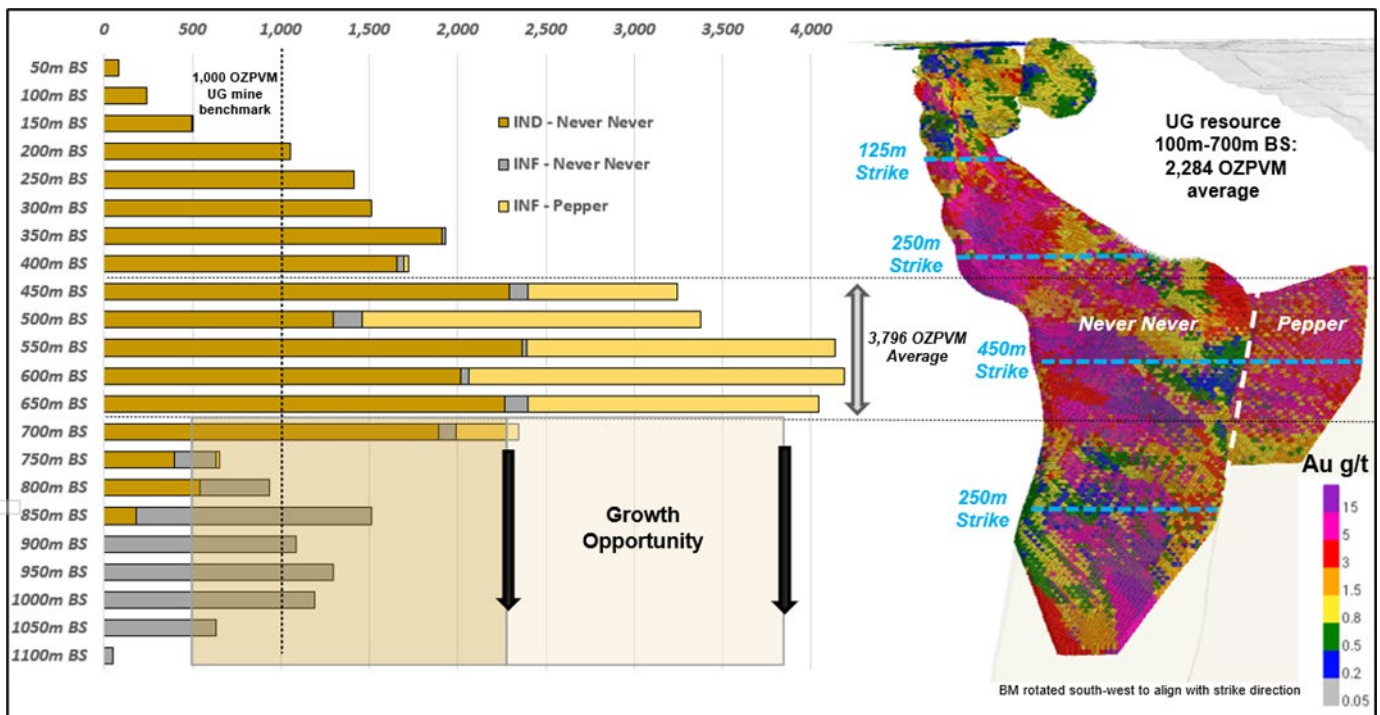 0 500 1,000 1,500 2,000 2,500 3,000 3,500 4,000
50m BS
100m BS
150m BS
200m BS
250m BS
300m BS
350m BS
400m BS
450m BS
500m BS
550m BS
600m BS
650m BS
700m BS
750m BS
800m BS
850m BS
900m BS
950m BS
1000m BS
1050m BS
1100m BS
1,000 OZPVM
UG mine
benchmark
IND - Never Never
INF - Never Never
INF - Pepper
3,796 OZPVM
Average
Growth
Opportunity
UG resource
100m-700m BS:
2,284 OZPVM
average
125m
Strike
250m
Strike
Never Never
Pepper
450m
Strike
250m
Strike
Au g/t
15
5
3
1.5
0.8
0.5
0.2
0.05
BM rotated south-west to align with strike direction